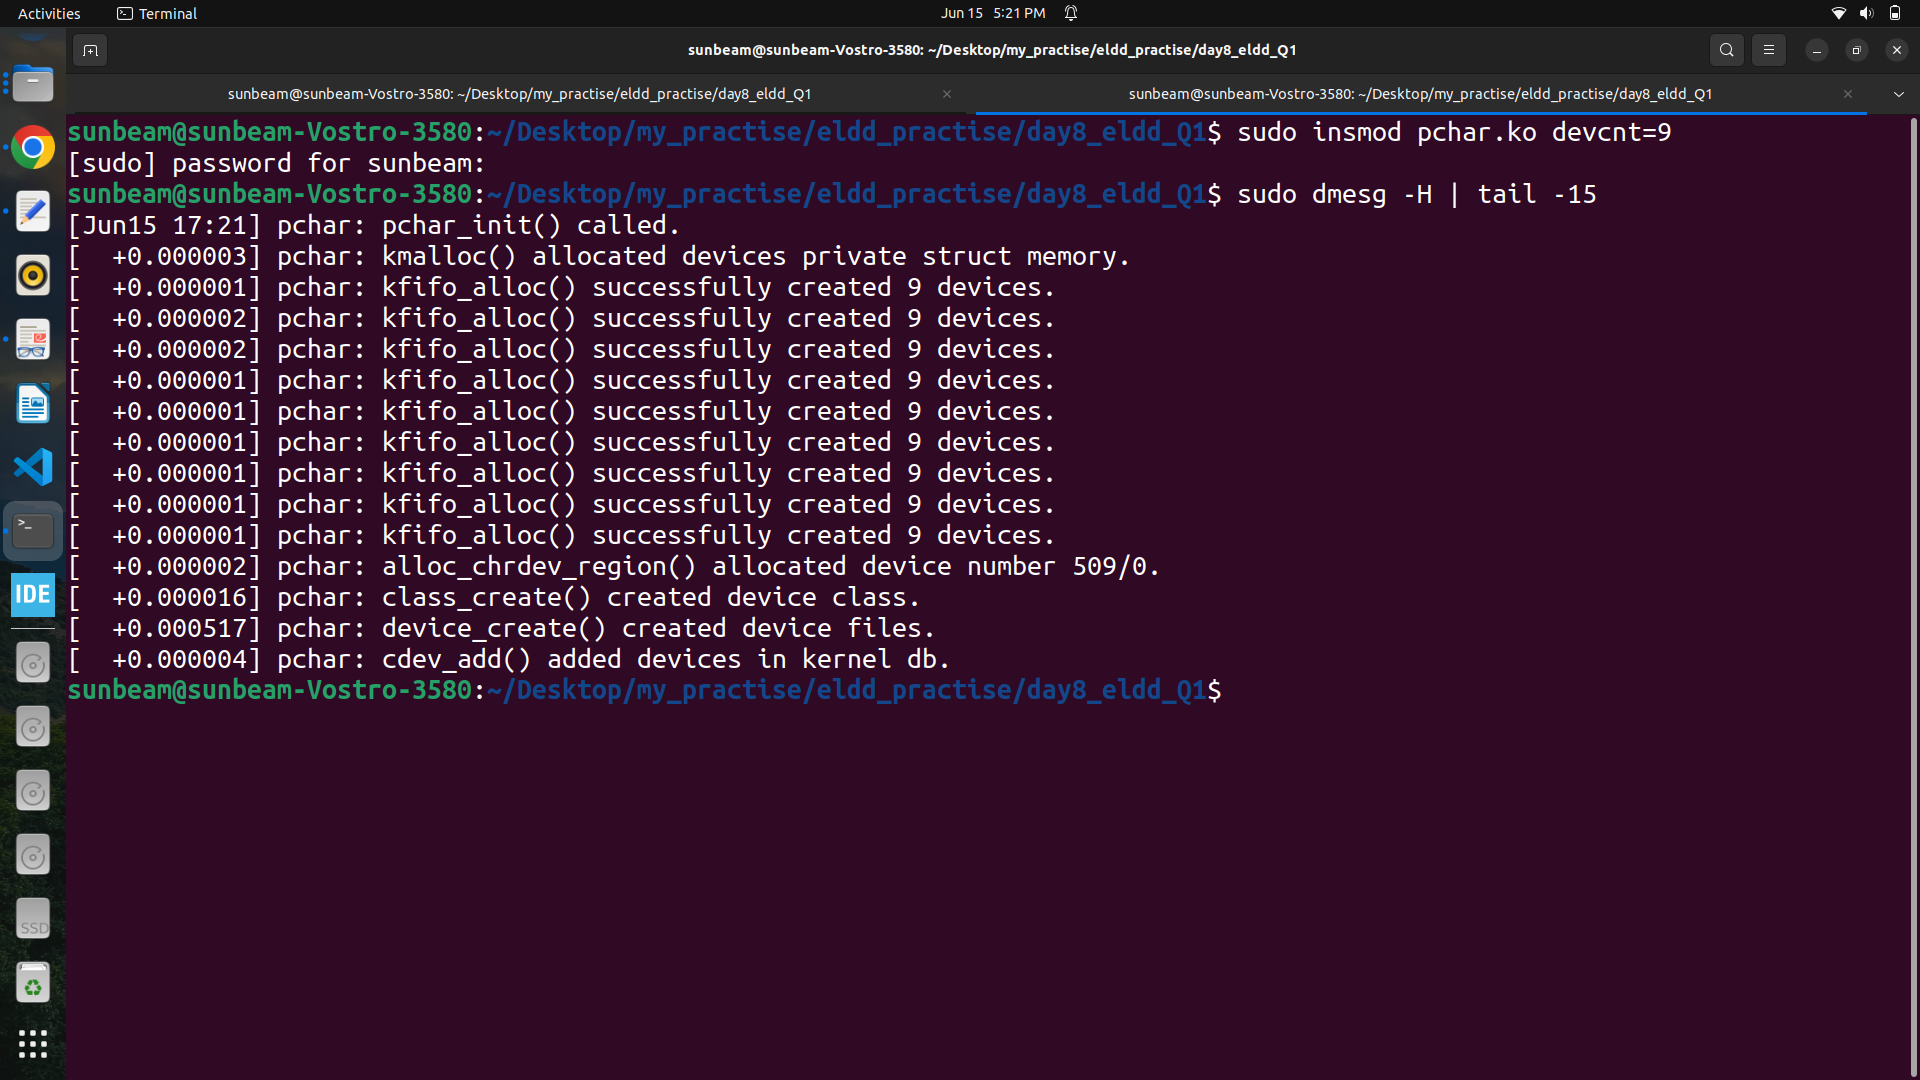 Activities Terminal Jun 15 5:21 PM
sunbeam@sunbeam-Vostro-3580: ~/Desktop/my_practise/eldd_practise/day8_eldd_Q1
sunbeam@sunbeam-Vostro-3580: ~/Desktop/my_practise/eldd_practise/day8_eldd_Q1 sunbeam@sunbeam-Vostro-3580: ~/Desktop/my_practise/eldd_practise/day8_eldd_Q1
sunbeam@sunbeam-Vostro-3580:~/Desktop/my_practise/eldd_practise/day8_eldd_Q1$ sudo insmod pchar.ko devcnt=9
[sudo] password for sunbeam:
sunbeam@sunbeam-Vostro-3580:~/Desktop/my_practise/eldd_practise/day8_eldd_Q1$ sudo dmesg -H | tail -15
[Jun15 17:21] pchar: pchar_init() called.
[  +0.000003] pchar: kmalloc() allocated devices private struct memory.
[  +0.000001] pchar: kfifo_alloc() successfully created 9 devices.
[  +0.000002] pchar: kfifo_alloc() successfully created 9 devices.
[  +0.000002] pchar: kfifo_alloc() successfully created 9 devices.
[  +0.000001] pchar: kfifo_alloc() successfully created 9 devices.
[  +0.000001] pchar: kfifo_alloc() successfully created 9 devices.
[  +0.000001] pchar: kfifo_alloc() successfully created 9 devices.
[  +0.000001] pchar: kfifo_alloc() successfully created 9 devices.
[  +0.000001] pchar: kfifo_alloc() successfully created 9 devices.
[  +0.000001] pchar: kfifo_alloc() successfully created 9 devices.
[  +0.000002] pchar: alloc_chrdev_region() allocated device number 509/0.
[  +0.000016] pchar: class_create() created device class.
[  +0.000517] pchar: device_create() created device files.
[  +0.000004] pchar: cdev_add() added devices in kernel db.
sunbeam@sunbeam-Vostro-3580:~/Desktop/my_practise/eldd_practise/day8_eldd_Q1$
IDE
SSD